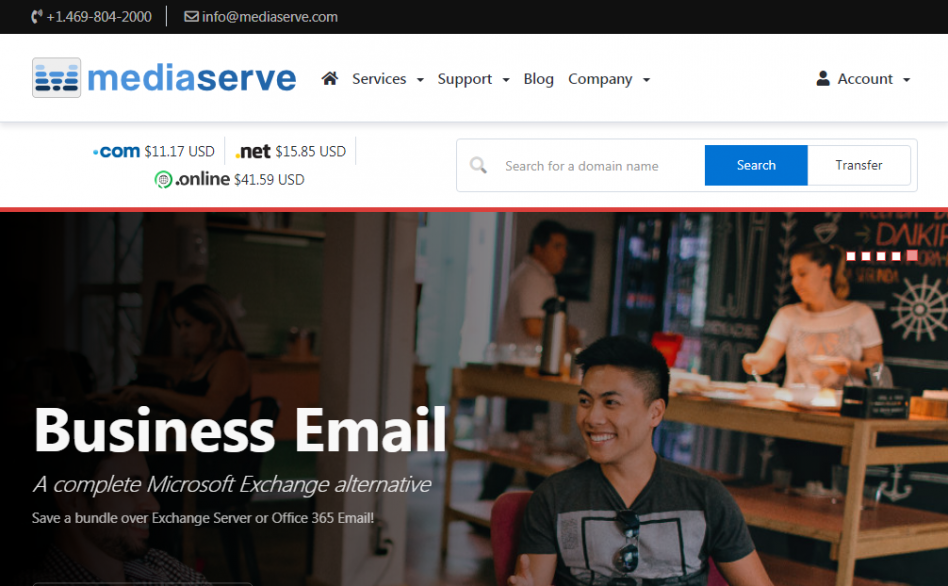 +1.469-804-2000 info@mediaserve.com
mediaserve Services Support Blog Company Account
.com $11.17 USD .net $15.85 USD
.online $41.59 USD
Search for a domain name Search Transfer
DAIKIR
Business Email
A complete Microsoft Exchange alternative
Save a bundle over Exchange Server or Office 365 Email!